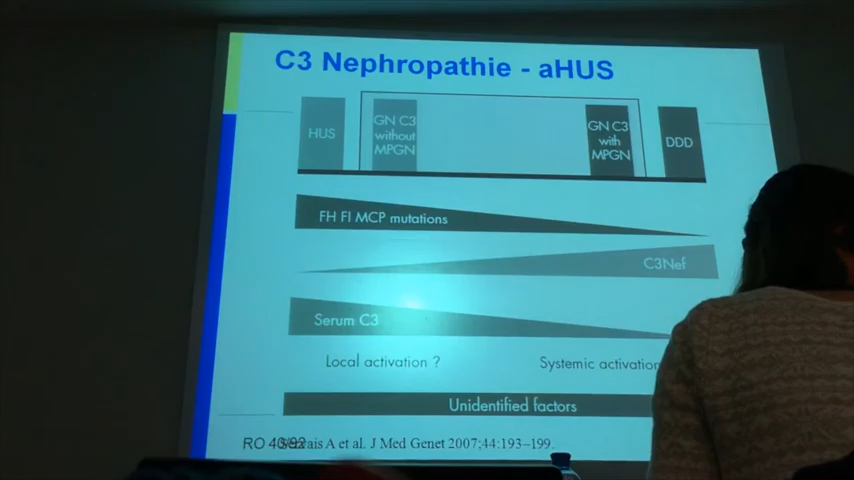 C3 Nephropathie - aHUS
HUS
GN C3
without
MPGN
GN C3
with
MPGN
DDD
FH FI MCP mutations
C3Nef
Serum C3
Local activation ?
Systemic activation
Unidentified factors
RO 40/92
A et al. J Med Genet 2007;44:193–199.